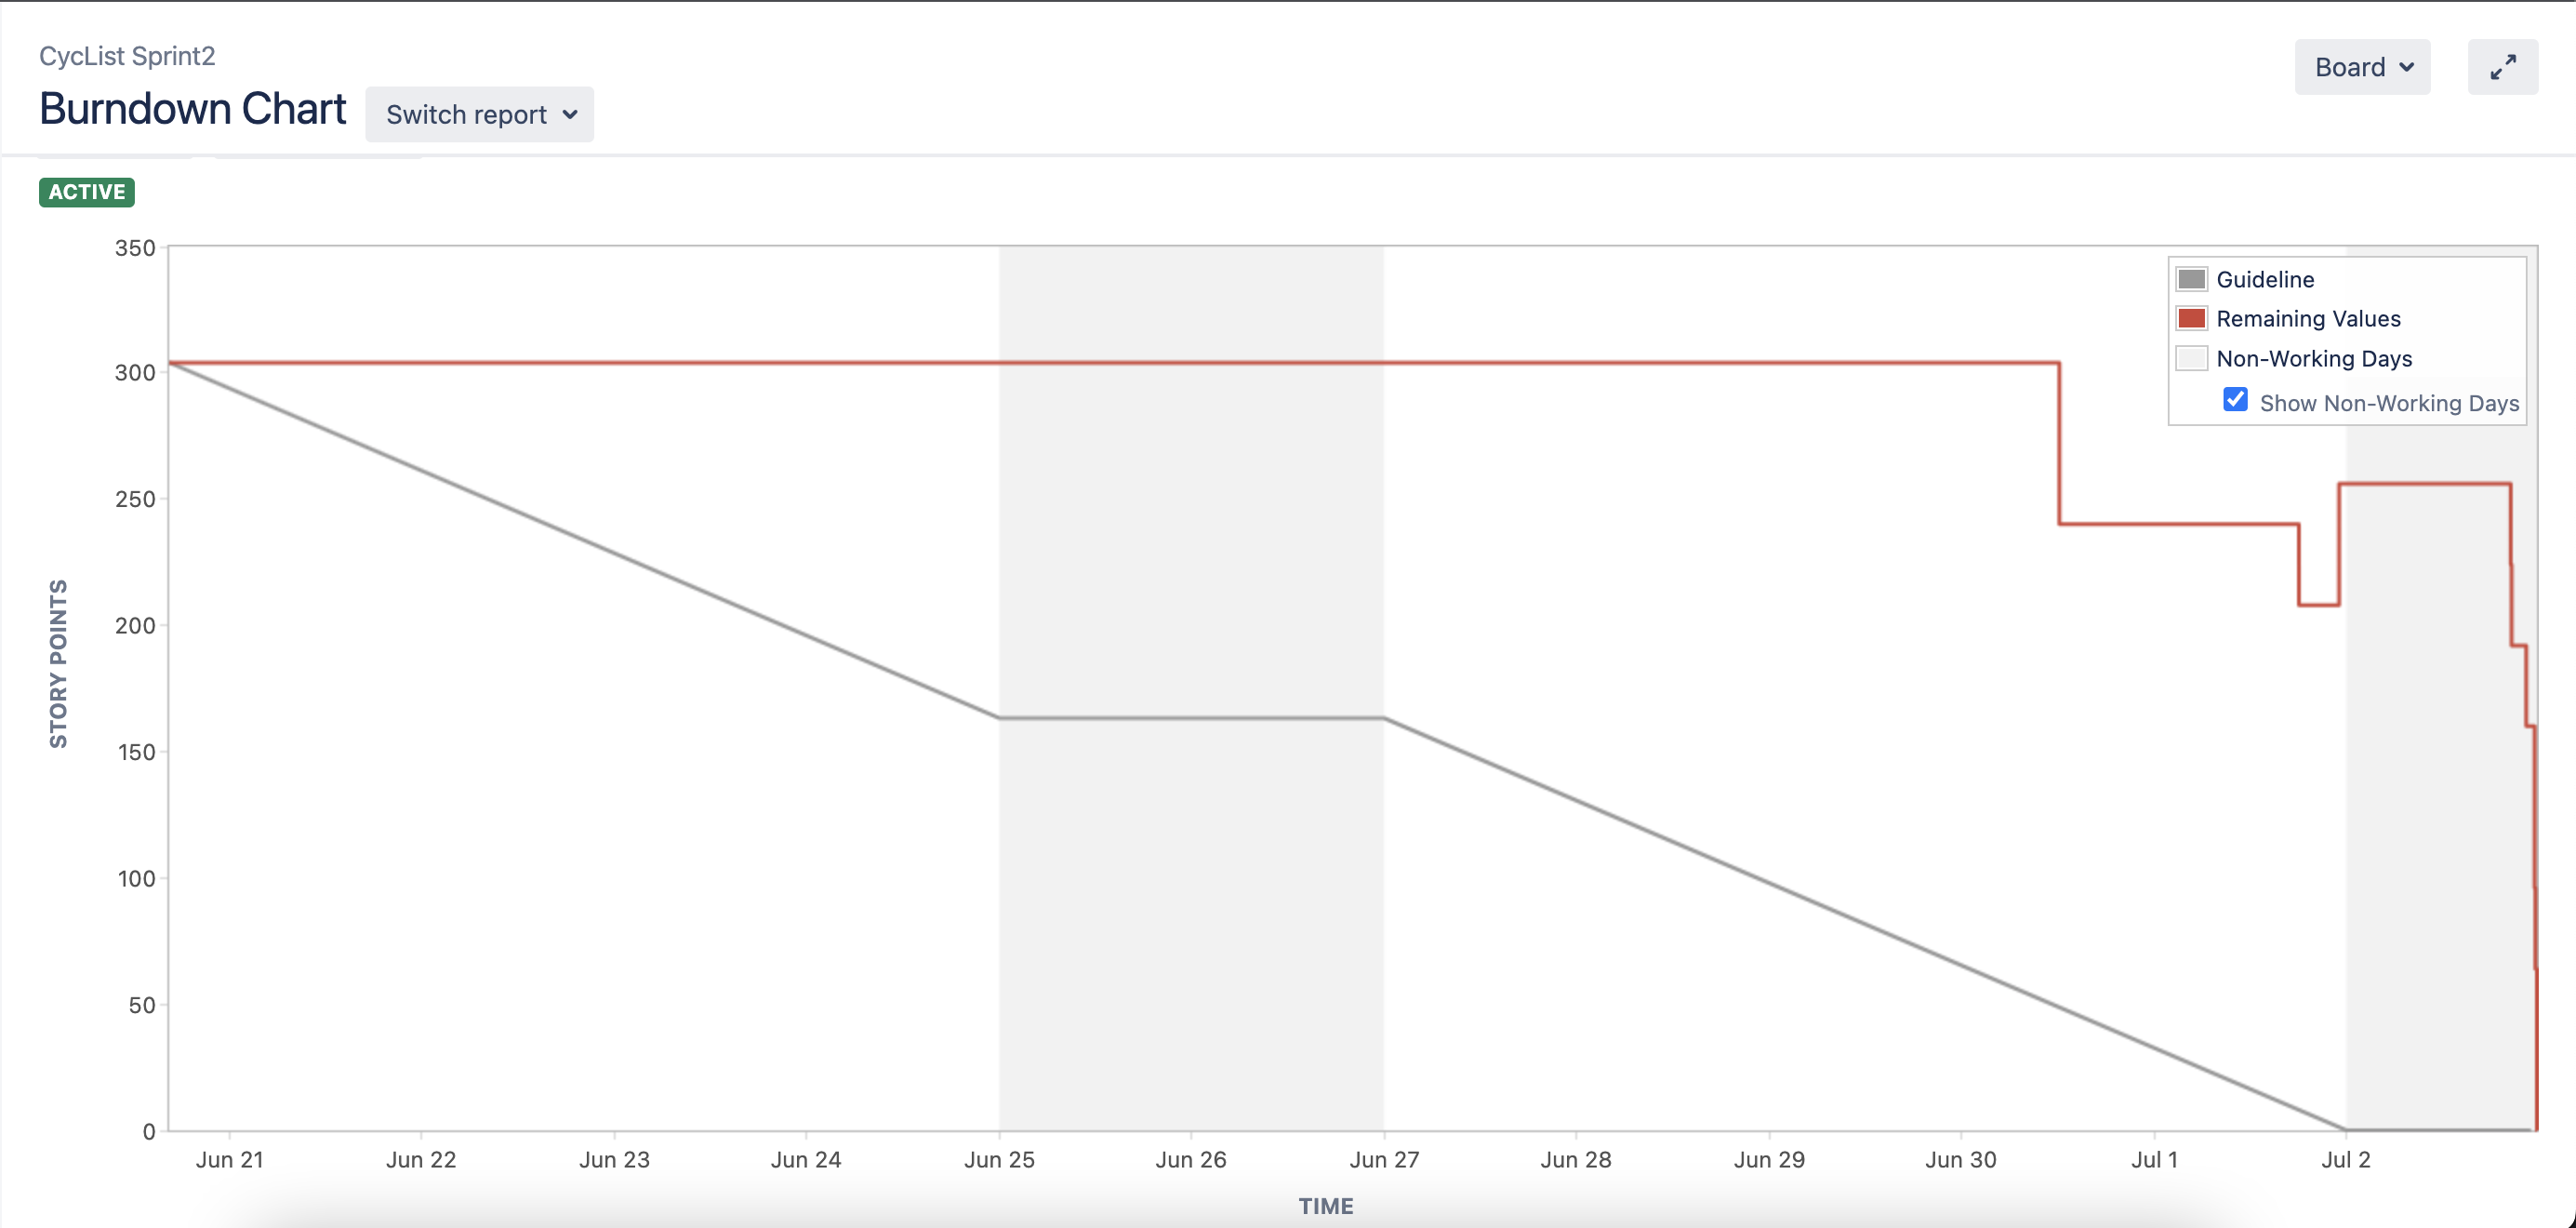 CycList Sprint2
Burndown Chart
Switch report
Board
ACTIVE
350
300
250
200
150
100
50
0
STORY POINTS
Guideline
Remaining Values
Non-Working Days
Show Non-Working Days
Jun 21 Jun 22 Jun 23 Jun 24 Jun 25 Jun 26 Jun 27 Jun 28 Jun 29 Jun 30 Jul 1 Jul 2
TIME